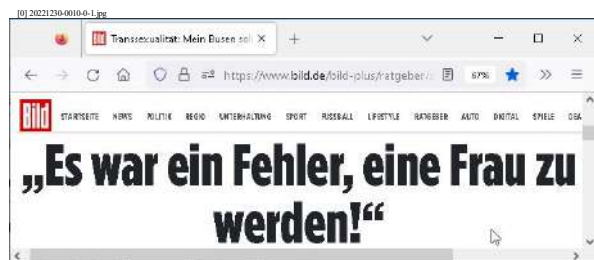 [0] 20221230-0010-0-1.jpg
Transsexualität: Mein Busen soll
https://www.bild.de/bild-plus/ratgeber/ 67%
Bild STARTSEITE NEWS POLITIK REGIO UNTERHALTUNG SPORT FUSSBALL LIFESTYLE RATGEBER AUTO DIGITAL SPIELE DEA
„Es war ein Fehler, eine Frau zu
werden!“